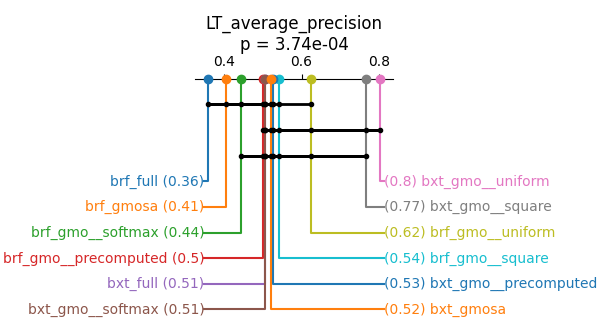 LT_average_precision
p = 3.74e-04
0.4 0.6 0.8
brf_full (0.36)
(0.8) bxt_gmo__uniform
brf_gmosa (0.41)
(0.77) bxt_gmo__square
brf_gmo__softmax (0.44)
(0.62) brf_gmo__uniform
brf_gmo__precomputed (0.5)
(0.54) brf_gmo__square
bxt_full (0.51)
(0.53) bxt_gmo__precomputed
bxt_gmo__softmax (0.51)
(0.52) bxt_gmosa